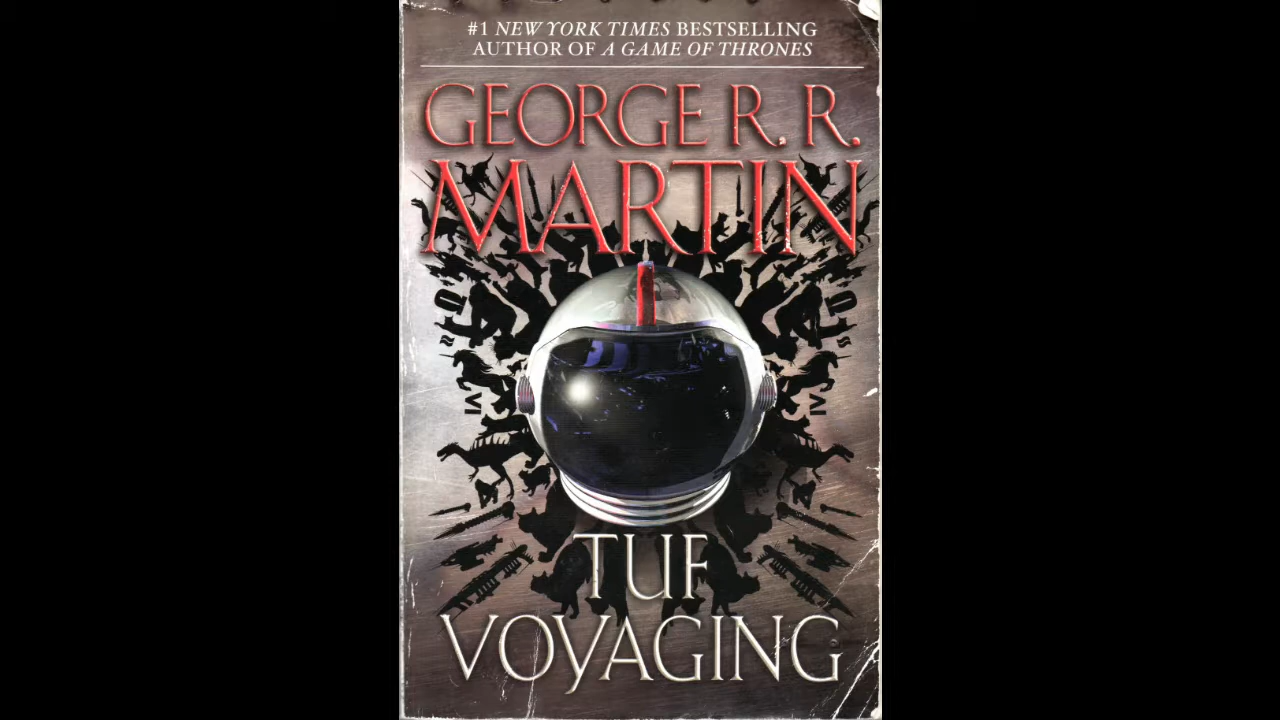 #1 NEW YORK TIMES BESTSELLING
AUTHOR OF A GAME OF THRONES
GEORGE R. R.
MARTIN
TUF
VOYAGING